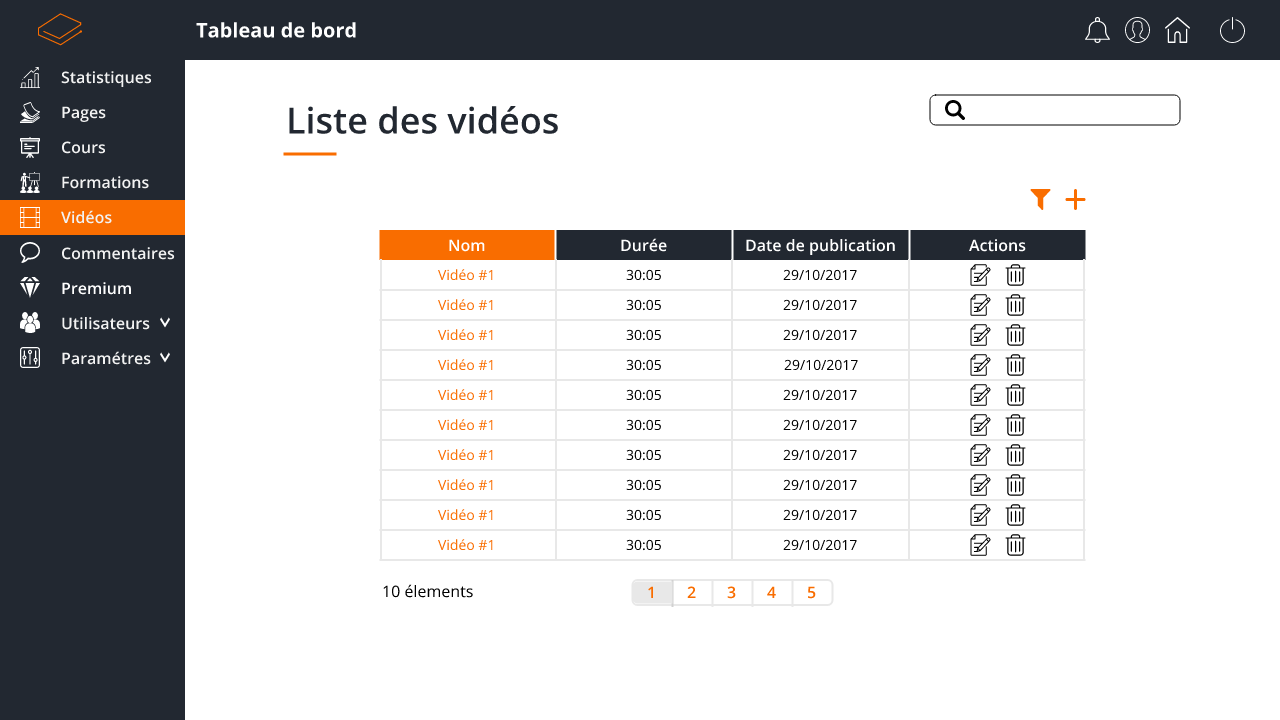 Tableau de bord
Statistiques
Pages
Cours
Formations
Vidéos
Commentaires
Premium
Utilisateurs
Paramétres
Liste des vidéos
Nom Durée Date de publication Actions
Vidéo #1 30:05 29/10/2017
Vidéo #1 30:05 29/10/2017
Vidéo #1 30:05 29/10/2017
Vidéo #1 30:05 29/10/2017
Vidéo #1 30:05 29/10/2017
Vidéo #1 30:05 29/10/2017
Vidéo #1 30:05 29/10/2017
Vidéo #1 30:05 29/10/2017
Vidéo #1 30:05 29/10/2017
Vidéo #1 30:05 29/10/2017
10 élements 1 2 3 4 5